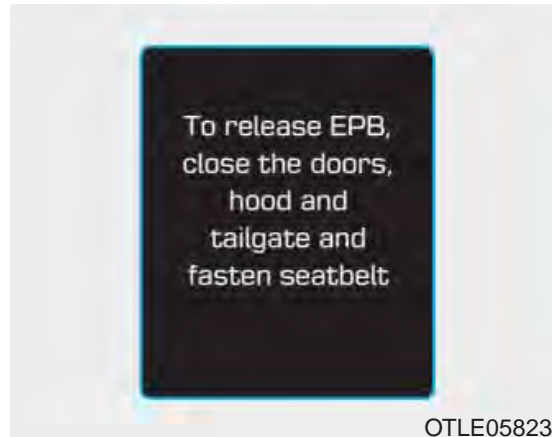 To release EPB,
close the doors,
hood and
tailgate and
fasten seatbelt
OTLE05823